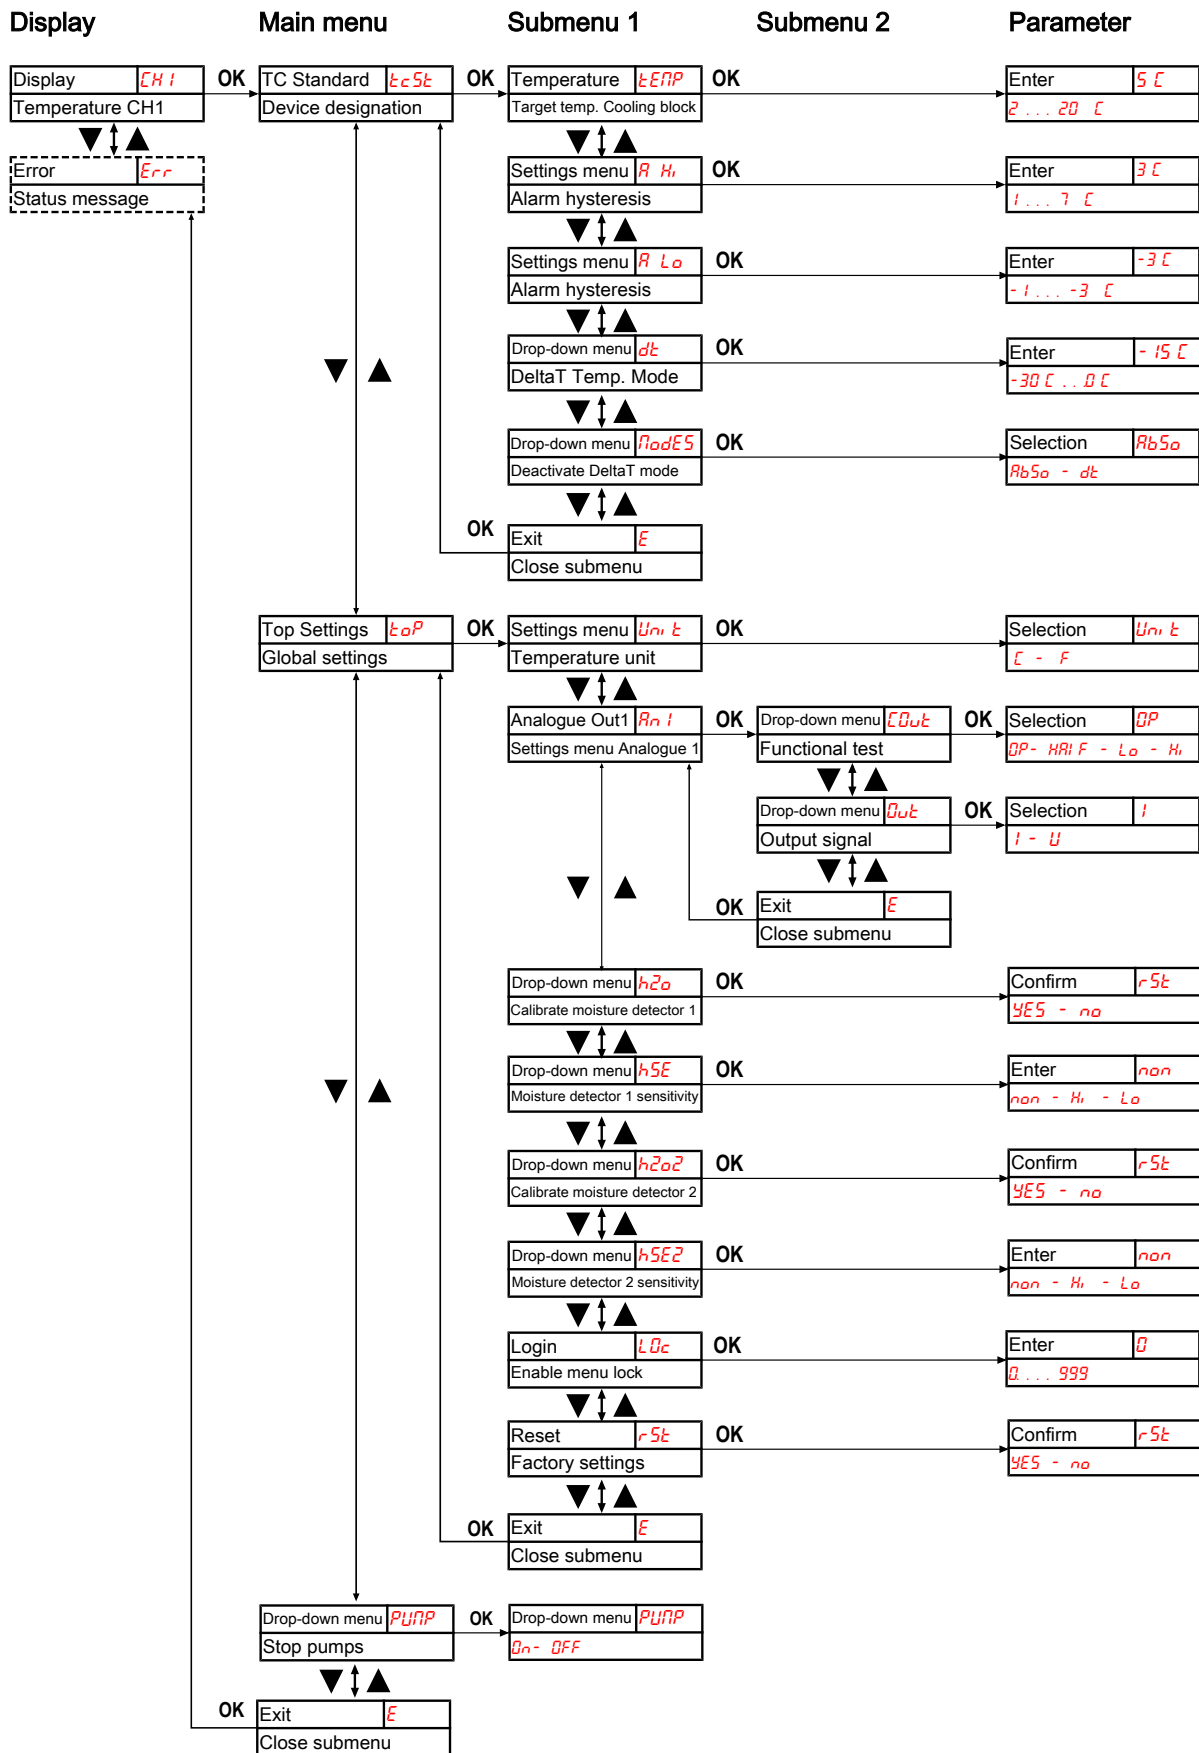 Display Main menu Submenu 1 Submenu 2 Parameter
Display CH1 OK TC Standard tcSt OK Temperature tEMP OK Enter 5 C
Temperature CH1 Device designation Target temp. Cooling block 2 . . . 20 C
▼ ▲ ▼ ▲
Error Err Settings menu A Hi OK Enter 3 C
Status message Alarm hysteresis 1 . . . 7 C
▼ ▲
Settings menu A Lo OK Enter -3 C
Alarm hysteresis -1 . . . -3 C
▼ ▲
Drop-down menu dt OK Enter -15 C
▼ ▲ DeltaT Temp. Mode -30 C . . .0 C
▼ ▲
Drop-down menu ModES OK Selection AbSo
Deactivate DeltaT mode AbSo - dt
▼ ▲
OK Exit E
Close submenu
Top Settings toP OK Settings menu Unit OK Selection Unit
Global settings Temperature unit C - F
▼ ▲
Analogue Out1 An1 OK Drop-down menu COut OK Selection OP
Settings menu Analogue 1 Functional test OP- HAlF - Lo - Hi
▼ ▲
Drop-down menu Out OK Selection I
Output signal I - U
▼ ▲ ▼ ▲
OK Exit E
Close submenu
Drop-down menu h2o OK Confirm rSt
Calibrate moisture detector 1 YES - no
▼ ▲
Drop-down menu hSE OK Enter non
▼ ▲ Moisture detector 1 sensitivity non - Hi - Lo
▼ ▲
Drop-down menu h2o2 OK Confirm rSt
Calibrate moisture detector 2 YES - no
▼ ▲
Drop-down menu hSE2 OK Enter non
Moisture detector 2 sensitivity non - Hi - Lo
▼ ▲
Login LOc OK Enter 0
Enable menu lock 0. . . . 999
▼ ▲
Reset rSt OK Confirm rSt
Factory settings YES - no
▼ ▲
OK Exit E
Close submenu
Drop-down menu PUMP OK Drop-down menu PUMP
Stop pumps On- OFF
▼ ▲
OK Exit E
Close submenu